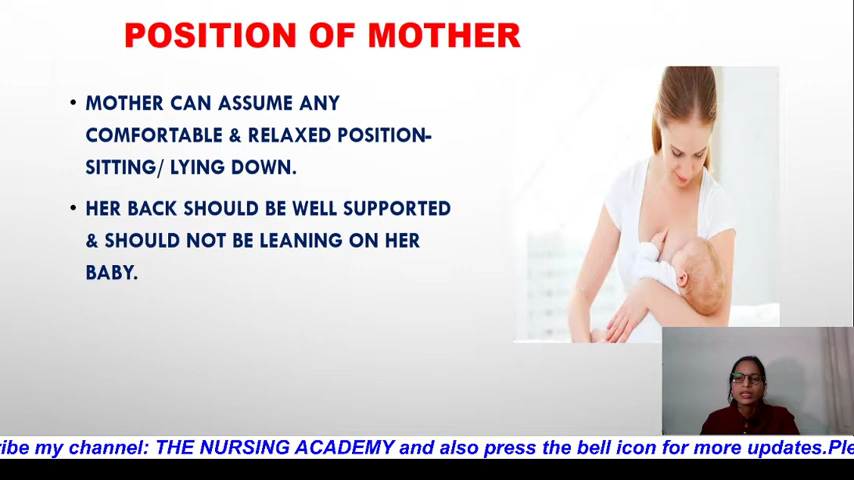 POSITION OF MOTHER
• MOTHER CAN ASSUME ANY
COMFORTABLE & RELAXED POSITION-
SITTING/ LYING DOWN.
• HER BACK SHOULD BE WELL SUPPORTED
& SHOULD NOT BE LEANING ON HER
BABY.
ribe my channel: THE NURSING ACADEMY and also press the bell icon for more updates.Ple